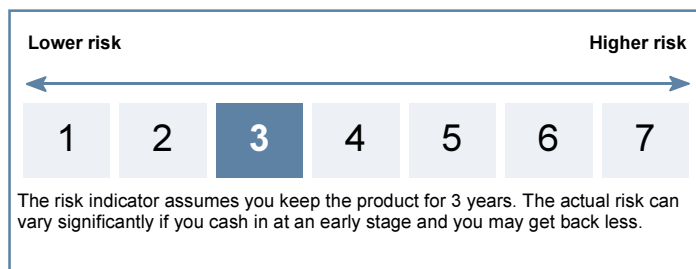 Lower risk Higher risk
1 2 3 4 5 6 7
The risk indicator assumes you keep the product for 3 years. The actual risk can
vary significantly if you cash in at an early stage and you may get back less.